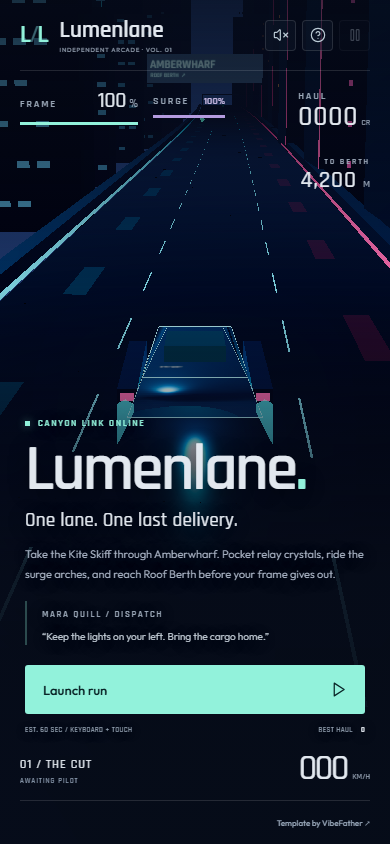 L/L Lumenlane
INDEPENDENT ARCADE · VOL. 01
AMBERWHARF
ROOF BERTH ↗
FRAME 100 %
SURGE 100%
HAUL
0000 CR
TO BERTH
4,200 M
CANYON LINK ONLINE
Lumenlane.
One lane. One last delivery.
Take the Kite Skiff through Amberwharf. Pocket relay crystals, ride the
surge arches, and reach Roof Berth before your frame gives out.
MARA QUILL / DISPATCH
“Keep the lights on your left. Bring the cargo home.”
Launch run
EST. 60 SEC / KEYBOARD + TOUCH
BEST HAUL 0
01 / THE CUT
AWAITING PILOT
000 KM/H
Template by VibeFather ↗